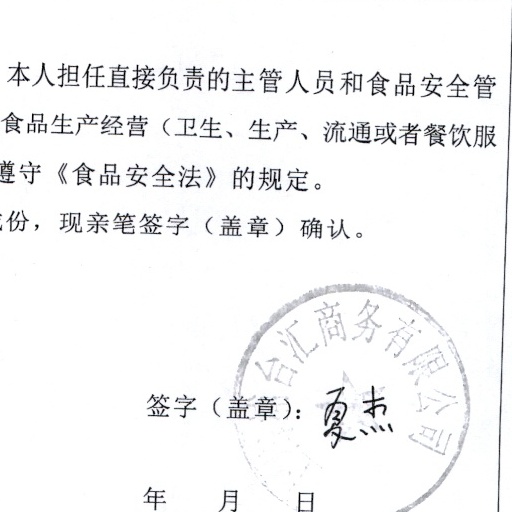 本人担任直接负责的主管人员和食品安全管
食品生产经营（卫生、生产、流通或者餐饮服
遵守《食品安全法》的规定。
份，现亲笔签字（盖章）确认。
台汇商务有限公司
签字（盖章）：夏杰
年 月 日